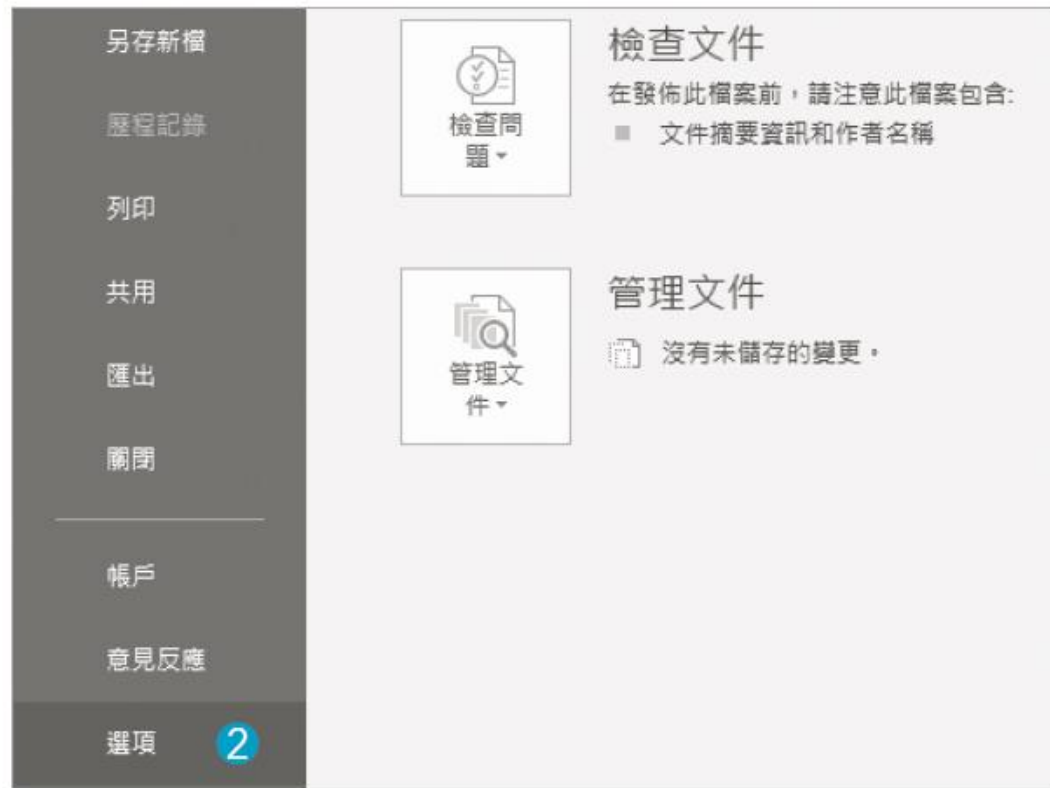 另存新檔
歷程記錄
列印
共用
匯出
關閉
帳戶
意見反應
選項 2
檢查問
題
檢查文件
在發佈此檔案前，請注意此檔案包含:
文件摘要資訊和作者名稱
管理文
件
管理文件
沒有未儲存的變更。